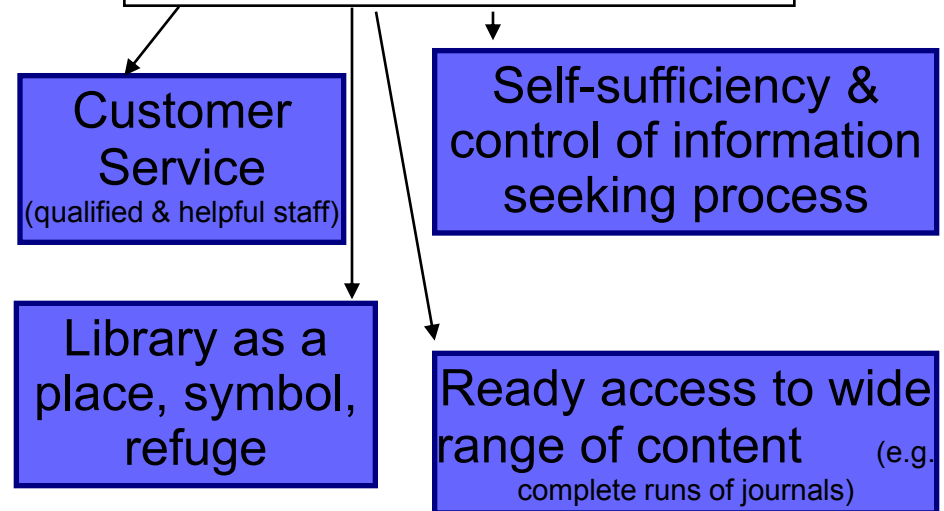 Customer
Service
(qualified & helpful staff)
Self-sufficiency &
control of information
seeking process
Library as a
place, symbol,
refuge
Ready access to wide
range of content (e.g.
complete runs of journals)